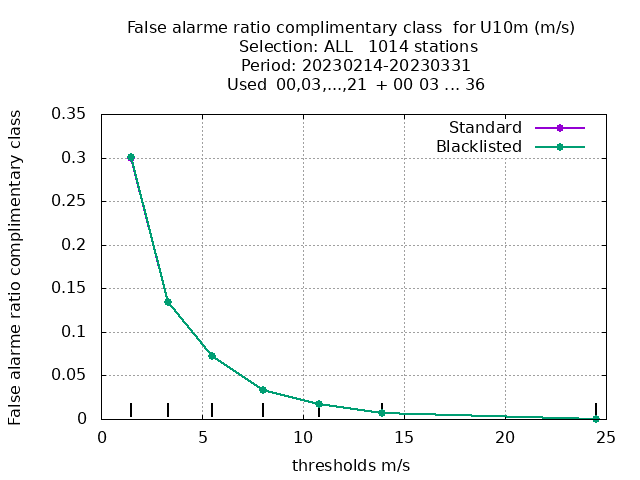 False alarme ratio complimentary class  for U10m (m/s)
Selection: ALL   1014 stations
Period: 20230214-20230331
Used  00,03,...,21  + 00 03 ... 36
Standard
Blacklisted
False alarme ratio complimentary class
0.35
0.3
0.25
0.2
0.15
0.1
0.05
0
0 5 10 15 20 25
thresholds m/s